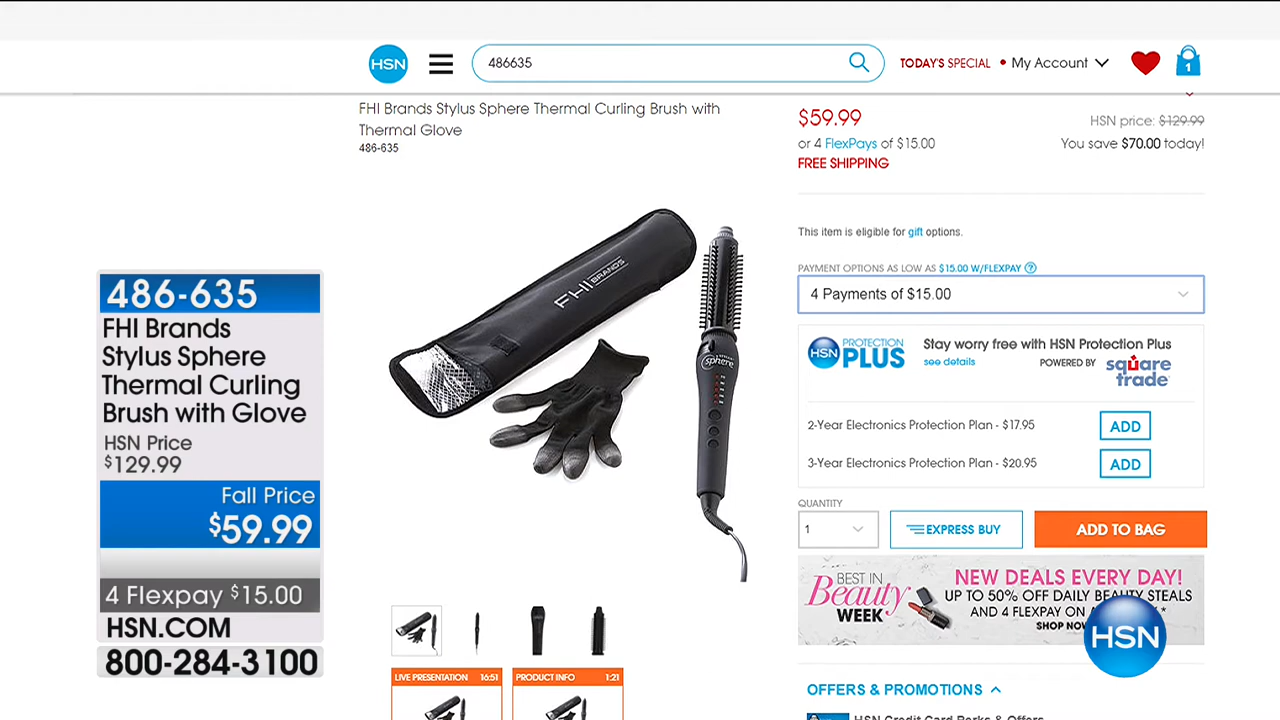 HSN
486635
TODAY'S SPECIAL • My Account
1
FHI Brands Stylus Sphere Thermal Curling Brush with
Thermal Glove
486-635
$59.99
HSN price: $129.99
or 4 FlexPays of $15.00
You save $70.00 today!
FREE SHIPPING
This item is eligible for gift options.
PAYMENT OPTIONS AS LOW AS $15.00 W/FLEXPAY ?
4 Payments of $15.00
HSN PROTECTION
PLUS
Stay worry free with HSN Protection Plus
see details
POWERED BY
square
trade
2-Year Electronics Protection Plan - $17.95
ADD
3-Year Electronics Protection Plan - $20.95
ADD
QUANTITY
1
EXPRESS BUY
ADD TO BAG
BEST IN
Beauty
WEEK
NEW DEALS EVERY DAY!
UP TO 50% OFF DAILY BEAUTY STEALS
AND 4 FLEXPAY ON
SHOP
HSN
OFFERS & PROMOTIONS
HSN Credit Card Perks & Offers
FHI BRANDS
sphere
LIVE PRESENTATION 16:51
PRODUCT INFO 1:21
486-635
FHI Brands
Stylus Sphere
Thermal Curling
Brush with Glove
HSN Price
$129.99
Fall Price
$59.99
4 Flexpay $15.00
HSN.COM
800-284-3100